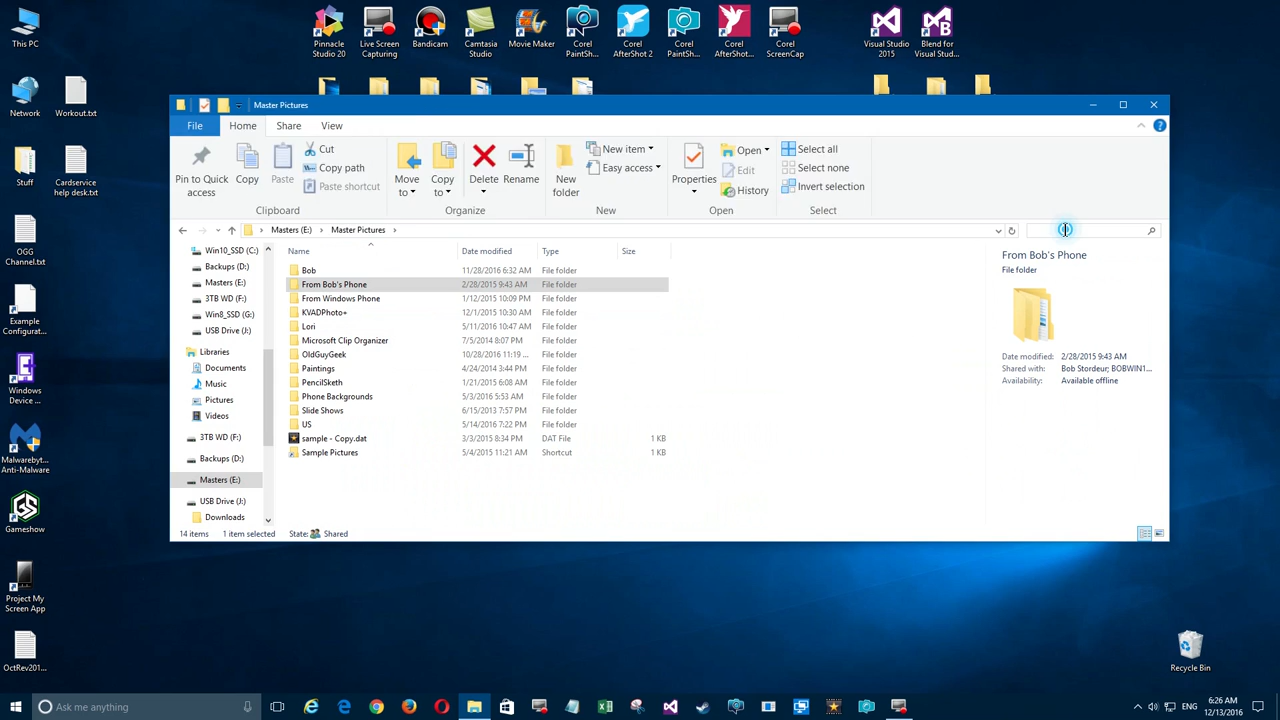 This PC
Pinnacle
Studio 20
Live Screen
Capturing
Bandicam
Camtasia
Studio
Movie Maker
Corel
PaintSh...
Corel
AfterShot 2
Corel
PaintSh...
Corel
AfterShot...
Corel
ScreenCap
Visual Studio
2015
Blend for
Visual Stud...
Network
Workout.txt
Stuff
Cardservice
help desk.txt
OGG
Channel.txt
Example
Configurat...
Windows
Device ...
Malwarebyt...
Anti-Malware
Gameshow
Project My
Screen App
OctRev201...
Master Pictures
File
Home
Share
View
Pin to Quick
access
Copy
Paste
Cut
Copy path
Paste shortcut
Clipboard
Move
to
Copy
to
Delete
Rename
Organize
New
folder
New item
Easy access
New
Properties
Open
Edit
History
Open
Select all
Select none
Invert selection
Select
Masters (E:)
Master Pictures
Win10_SSD (C:)
Backups (D:)
Masters (E:)
3TB WD (F:)
Win8_SSD (G:)
USB Drive (J:)
Libraries
Documents
Music
Pictures
Videos
3TB WD (F:)
Backups (D:)
Masters (E:)
USB Drive (J:)
Downloads
Name Date modified Type Size
Bob 11/28/2016 6:32 AM File folder
From Bob's Phone 2/28/2015 9:43 AM File folder
From Windows Phone 1/12/2015 10:09 PM File folder
KVADPhoto+ 12/1/2015 10:30 AM File folder
Lori 5/11/2016 10:47 AM File folder
Microsoft Clip Organizer 7/5/2014 8:07 PM File folder
OldGuyGeek 10/28/2016 11:19 ... File folder
Paintings 4/24/2014 3:44 PM File folder
PencilSketh 1/21/2015 6:08 AM File folder
Phone Backgrounds 5/3/2016 5:53 AM File folder
Slide Shows 6/15/2013 7:57 PM File folder
US 5/14/2016 7:22 PM File folder
sample - Copy.dat 3/3/2015 8:34 PM DAT File 1 KB
Sample Pictures 5/4/2015 11:21 AM Shortcut 1 KB
From Bob's Phone
File folder
Date modified: 2/28/2015 9:43 AM
Shared with: Bob Stordeur; BOBWIN1...
Availability: Available offline
14 items 1 item selected State: Shared
Recycle Bin
Ask me anything
ENG
6:26 AM
12/13/2016